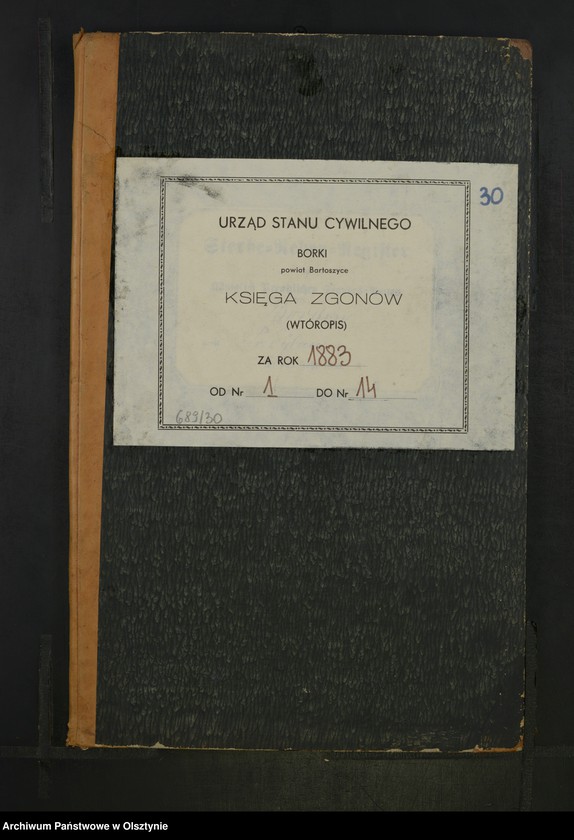 30
URZĄD STANU CYWILNEGO
BORKI
powiat Bartoszyce
KSIĘGA ZGONÓW
(WTÓROPIS)
ZA ROK 1883
OD Nr 1 DO Nr 14
689/30
Archiwum Państwowe w Olsztynie